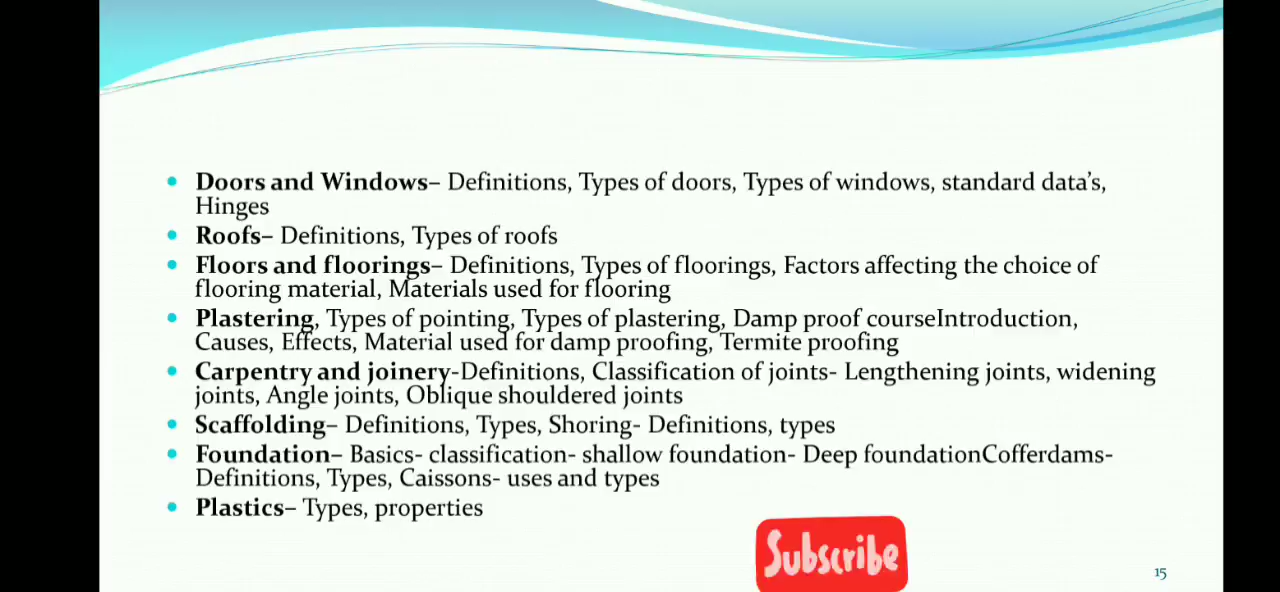 • Doors and Windows– Definitions, Types of doors, Types of windows, standard data’s,
Hinges
• Roofs– Definitions, Types of roofs
• Floors and floorings– Definitions, Types of floorings, Factors affecting the choice of
flooring material, Materials used for flooring
• Plastering, Types of pointing, Types of plastering, Damp proof courseIntroduction,
Causes, Effects, Material used for damp proofing, Termite proofing
• Carpentry and joinery-Definitions, Classification of joints- Lengthening joints, widening
joints, Angle joints, Oblique shouldered joints
• Scaffolding– Definitions, Types, Shoring- Definitions, types
• Foundation– Basics- classification- shallow foundation- Deep foundationCofferdams-
Definitions, Types, Caissons- uses and types
• Plastics– Types, properties
Subscribe
15